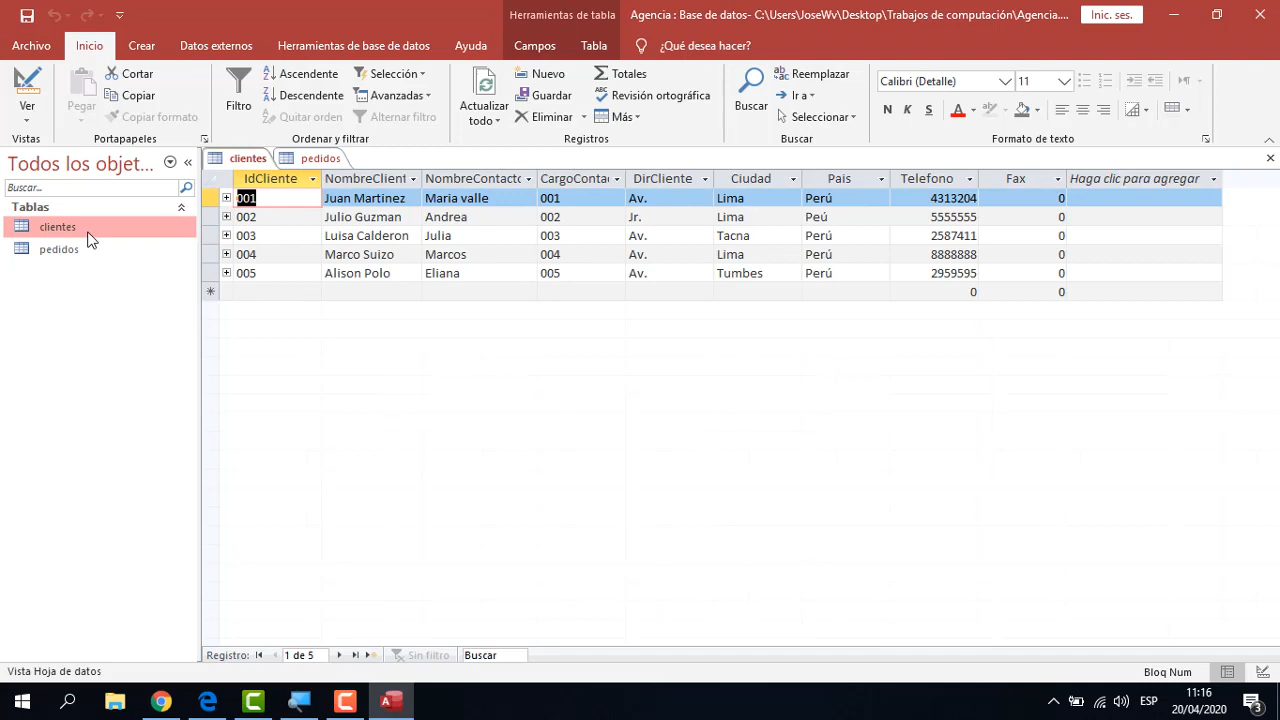 Herramientas de tabla
Agencia : Base de datos- C:\Users\JoseWv\Desktop\Trabajos de computación\Agencia....
Inic. ses.
Archivo Inicio Crear Datos externos Herramientas de base de datos Ayuda Campos Tabla ¿Qué desea hacer?
Ver
Vistas
Pegar
Cortar
Copiar
Copiar formato
Portapapeles
Filtro
Ascendente
Descendente
Quitar orden
Selección
Avanzadas
Alternar filtro
Ordenar y filtrar
Actualizar
todo
Nuevo
Guardar
Eliminar
Totales
Revisión ortográfica
Más
Registros
Buscar
Reemplazar
Ir a
Seleccionar
Buscar
Calibri (Detalle) 11
N K S A
Formato de texto
Todos los objet...
Buscar...
Tablas
clientes
pedidos
clientes pedidos
IdCliente NombreClient NombreContacto CargoContac DirCliente Ciudad Pais Telefono Fax Haga clic para agregar
001 Juan Martinez Maria valle 001 Av. Lima Perú 4313204 0
002 Julio Guzman Andrea 002 Jr. Lima Peú 5555555 0
003 Luisa Calderon Julia 003 Av. Tacna Perú 2587411 0
004 Marco Suizo Marcos 004 Av. Lima Perú 8888888 0
005 Alison Polo Eliana 005 Av. Tumbes Perú 2959595 0
0 0
Registro: 1 de 5 Sin filtro Buscar
Vista Hoja de datos
Bloq Num
ESP
11:16
20/04/2020
3